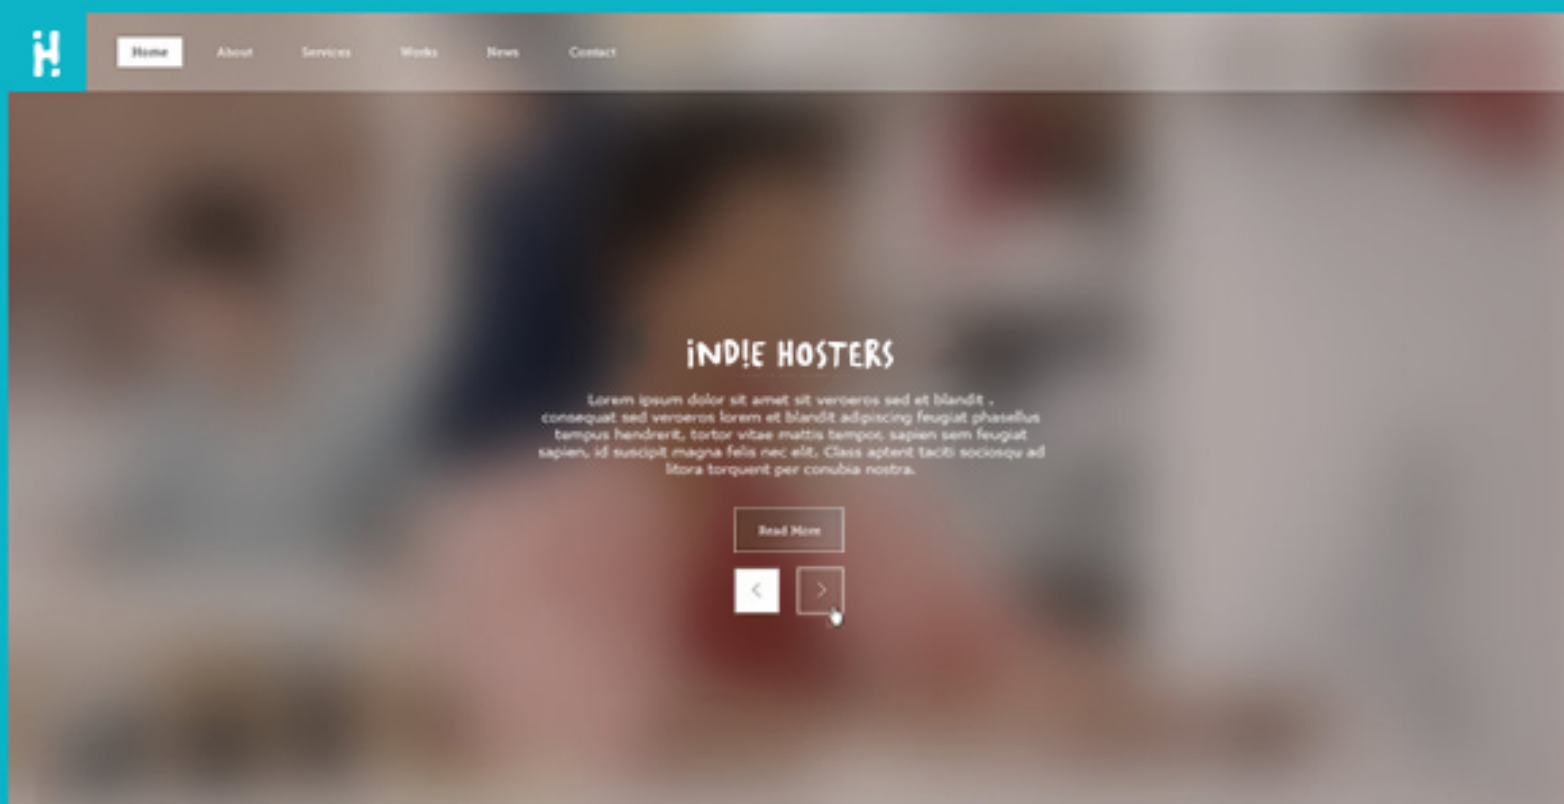 iH!
Home About Services Works News Contact
iND!E HOSTERS
Lorem ipsum dolor sit amet sit veroeros sed et blandit .
consequat sed veroeros lorem et blandit adipiscing feugiat phasellus
tempus hendrerit, tortor vitae mattis tempor, sapien sem feugiat
sapien, id suscipit magna felis nec elit. Class aptent taciti sociosqu ad
litora torquent per conubia nostra.
Read More